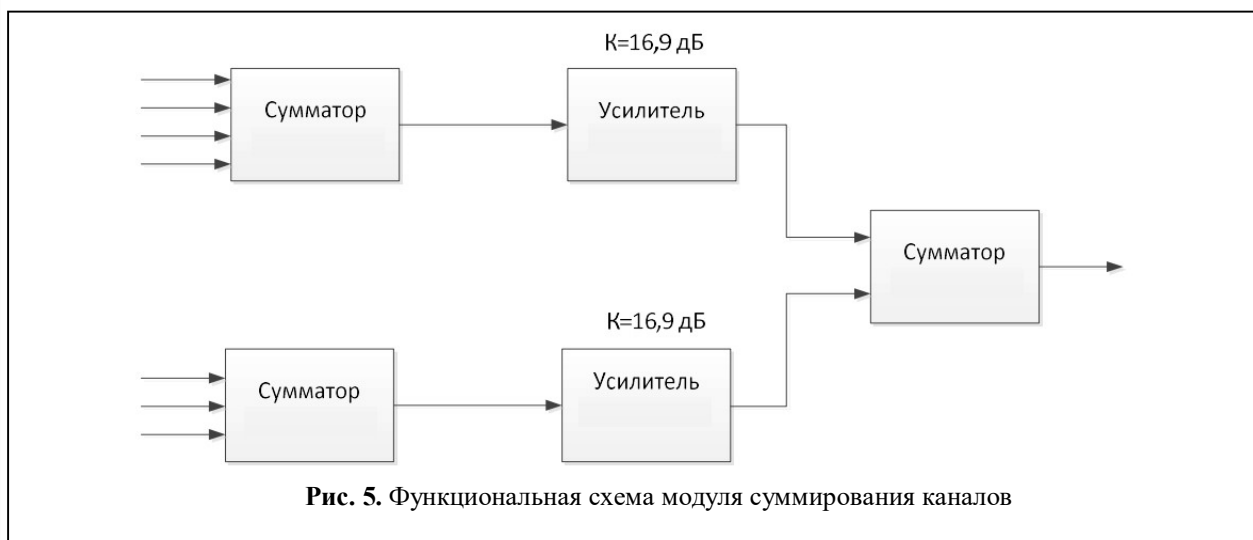 К=16,9 дБ
Сумматор
Усилитель
Сумматор
К=16,9 дБ
Сумматор
Усилитель
Рис. 5. Функциональная схема модуля суммирования каналов